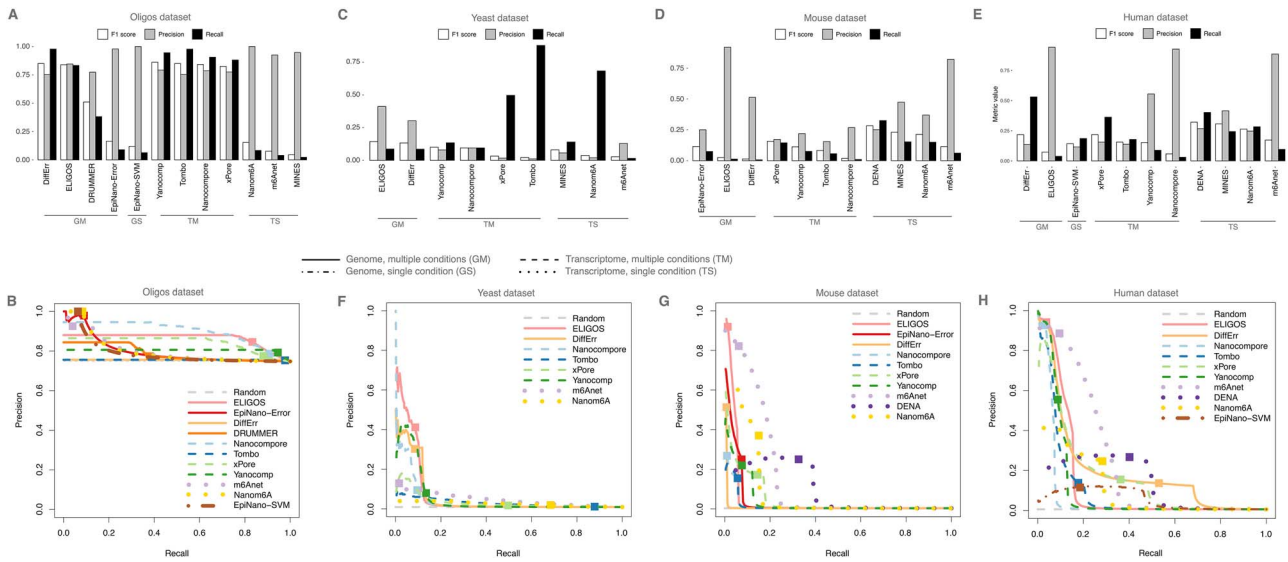 A
Oligos dataset
F1 score
Precision
Recall
1.00
0.75
0.50
0.25
0.00
DiffErr
ELIGOS
DRUMMER
EpiNano-Error
EpiNano-SVM
Yanocomp
Tombo
Nanocompore
xPore
Nanom6A
m6Anet
MINES
GM
GS
TM
TS
C
Yeast dataset
F1 score
Precision
Recall
0.75
0.50
0.25
0.00
ELIGOS
DiffErr
Yanocomp
Nanocompore
xPore
Tombo
MINES
Nanom6A
m6Anet
GM
TM
TS
D
Mouse dataset
F1 score
Precision
Recall
0.75
0.50
0.25
0.00
EpiNano-Error
ELIGOS
DiffErr
xPore
Yanocomp
Tombo
Nanocompore
DENA
MINES
Nanom6A
m6Anet
GM
TM
TS
E
Human dataset
F1 score
Precision
Recall
Metric value
0.75
0.50
0.25
0.00
DiffErr
ELIGOS
EpiNano-SVM
xPore
Tombo
Yanocomp
Nanocompore
DENA
MINES
Nanom6A
m6Anet
GM
GS
TM
TS
Genome, multiple conditions (GM)
Transcriptome, multiple conditions (TM)
Genome, single condition (GS)
Transcriptome, single condition (TS)
B
Oligos dataset
Precision
1.0
0.8
0.6
0.4
0.2
0.0
Random
ELIGOS
EpiNano-Error
DiffErr
DRUMMER
Nanocompore
Tombo
xPore
Yanocomp
m6Anet
Nanom6A
EpiNano-SVM
0.0 0.2 0.4 0.6 0.8 1.0
Recall
F
Yeast dataset
Precision
1.0
0.8
0.6
0.4
0.2
0.0
Random
ELIGOS
DiffErr
Nanocompore
Tombo
xPore
Yanocomp
m6Anet
Nanom6A
0.0 0.2 0.4 0.6 0.8 1.0
Recall
G
Mouse dataset
Precision
1.0
0.8
0.6
0.4
0.2
0.0
Random
ELIGOS
EpiNano-Error
DiffErr
Nanocompore
Tombo
xPore
Yanocomp
m6Anet
DENA
Nanom6A
0.0 0.2 0.4 0.6 0.8 1.0
Recall
H
Human dataset
Precision
1.0
0.8
0.6
0.4
0.2
0.0
Random
ELIGOS
DiffErr
Nanocompore
Tombo
xPore
Yanocomp
m6Anet
DENA
Nanom6A
EpiNano-SVM
0.0 0.2 0.4 0.6 0.8 1.0
Recall